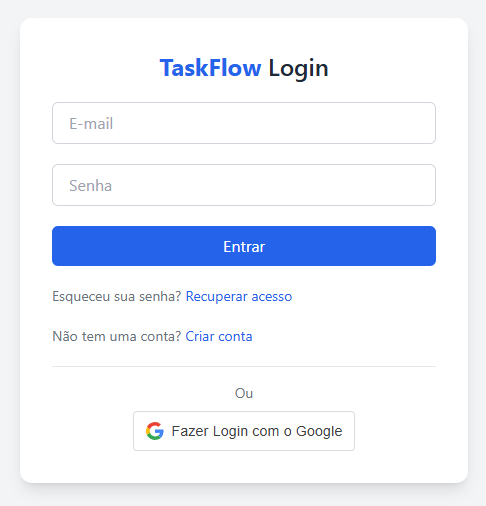 TaskFlow Login
E-mail
Senha
Entrar
Esqueceu sua senha? Recuperar acesso
Não tem uma conta? Criar conta
Ou
Fazer Login com o Google